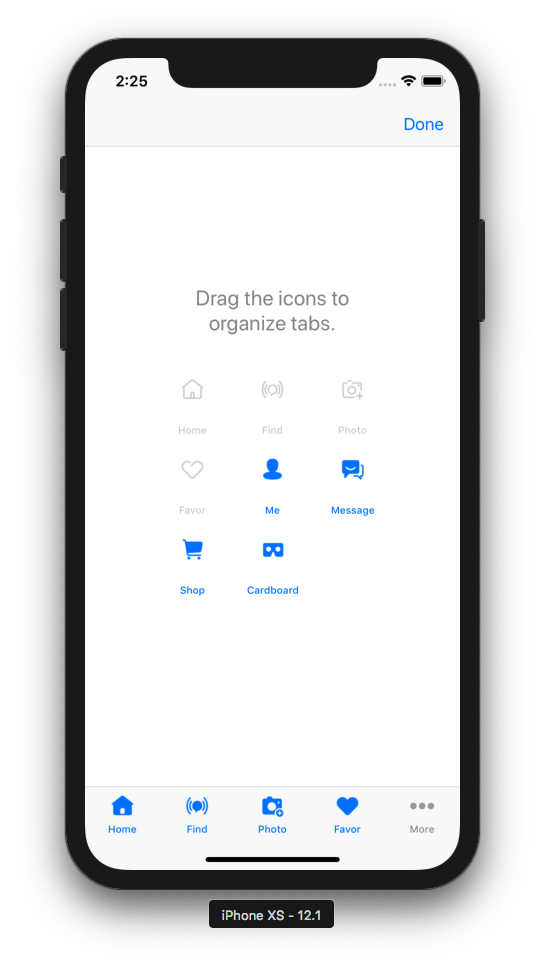 2:25
Done
Drag the icons to
organize tabs.
Home Find Photo
Favor Me Message
Shop Cardboard
Home Find Photo Favor More
iPhone XS - 12.1